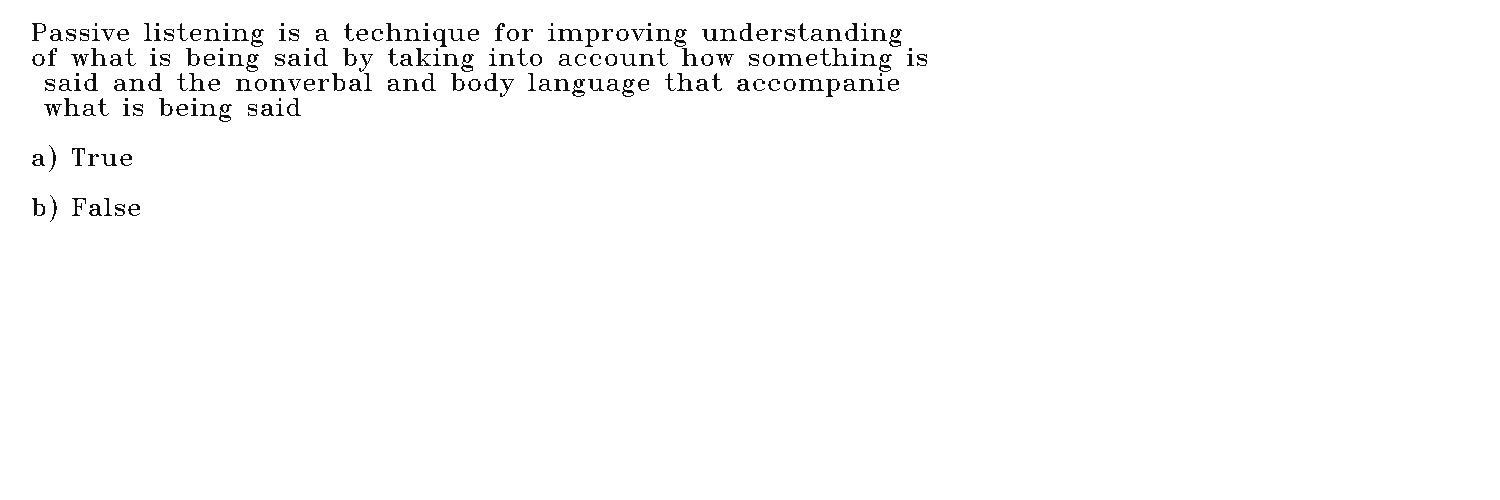 Passive listening is a technique for improving understanding
of what is being said by taking into account how something is
said and the nonverbal and body language that accompanie
what is being said
a) True
b) False